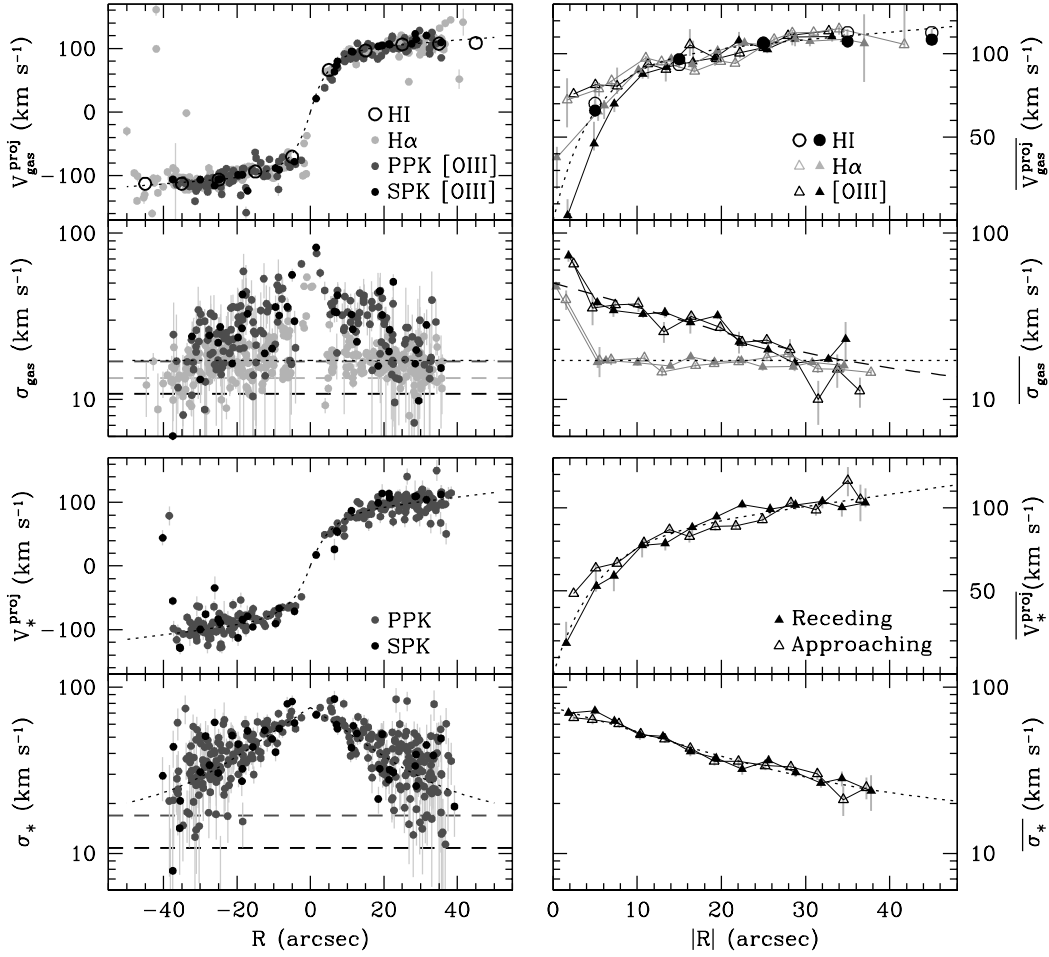 V_gas^proj (km s⁻¹)
100
0
−100
HI
Hα
PPK [OIII]
SPK [OIII]
100
50
HI
Hα
[OIII]
V_gas^proj (km s⁻¹)
σ_gas (km s⁻¹)
100
10
100
10
σ_gas (km s⁻¹)
V_*^proj (km s⁻¹)
100
0
−100
PPK
SPK
100
50
Receding
Approaching
V_*^proj (km s⁻¹)
σ_* (km s⁻¹)
100
10
100
10
σ_* (km s⁻¹)
−40 −20 0 20 40
R (arcsec)
0 10 20 30 40
|R| (arcsec)